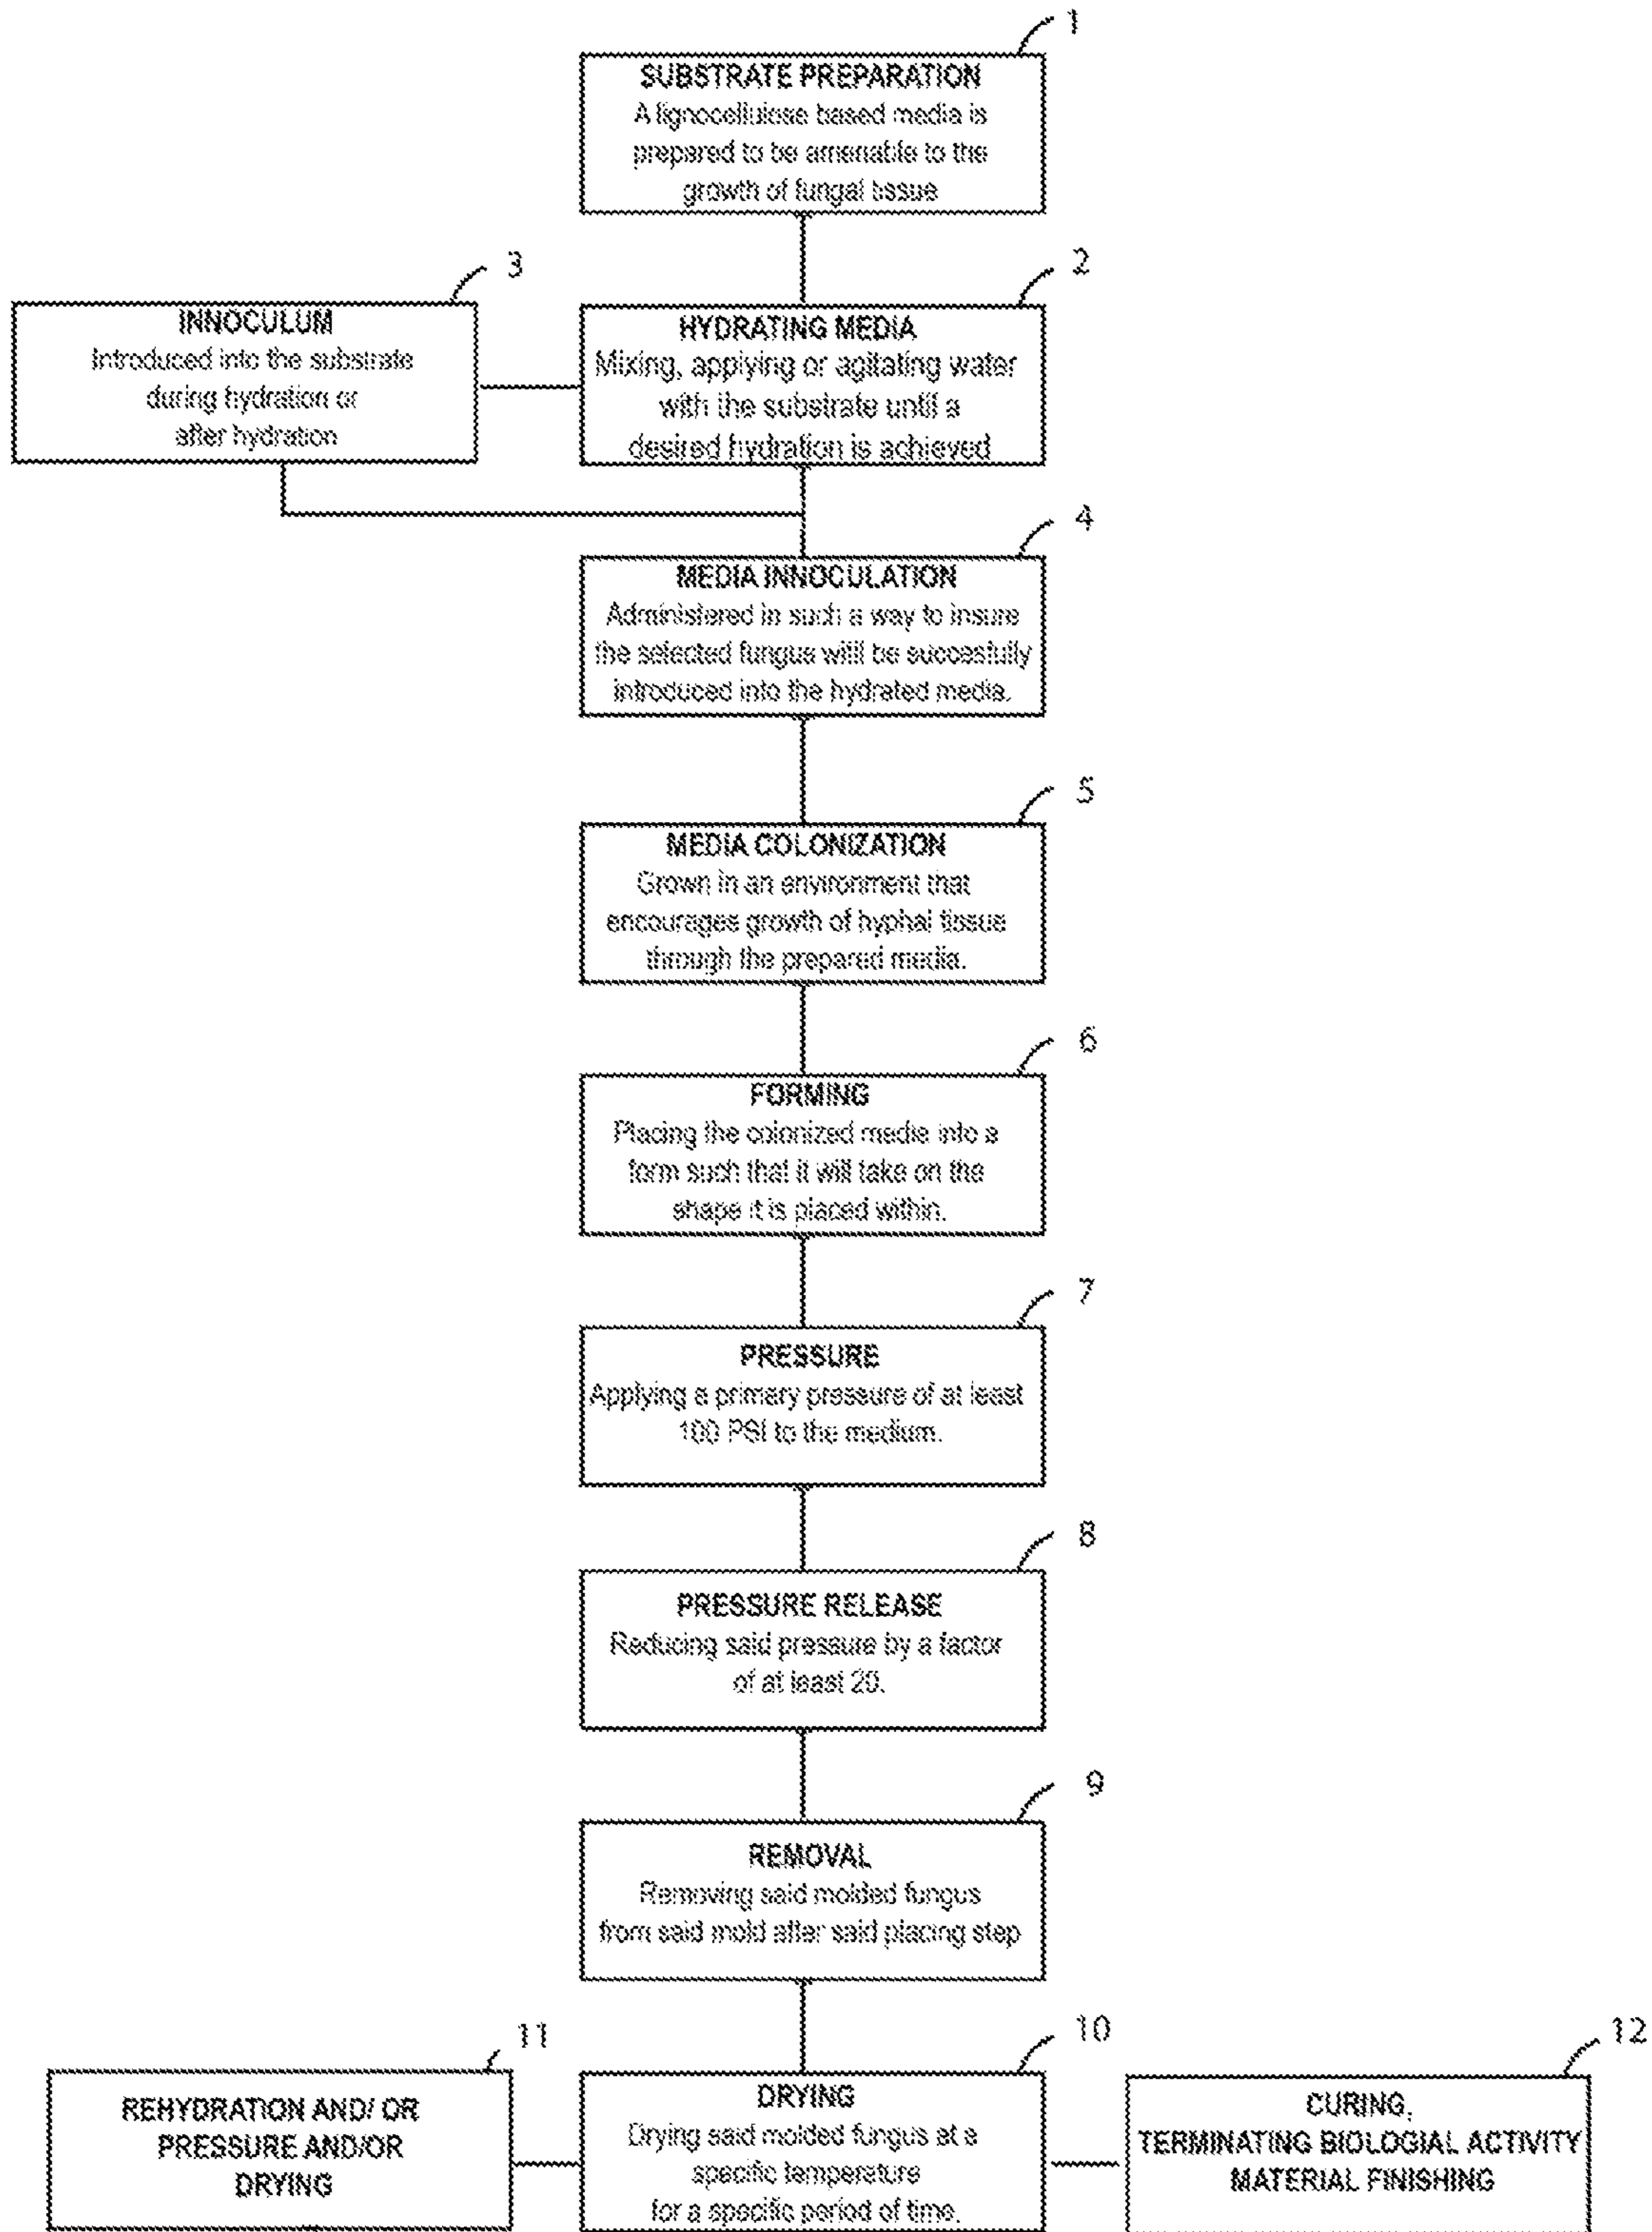 1
SUBSTRATE PREPARATION
A lignocellulose based media is
prepared to be amenable to the
growth of fungal tissue
3
INNOCULUM
Introduced into the substrate
during hydration or
after hydration
2
HYDRATING MEDIA
Mixing, applying or agitating water
with the substrate until a
desired hydration is achieved
4
MEDIA INNOCULATION
Administered in such a way to insure
the selected fungus will be succesfully
introduced into the hydrated media.
5
MEDIA COLONIZATION
Grown in an environment that
encourages growth of hyphal tissue
through the prepared media.
6
FORMING
Placing the colonized media into a
form such that it will take on the
shape it is placed within.
7
PRESSURE
Applying a primary pressure of at least
100 PSI to the medium.
8
PRESSURE RELEASE
Reducing said pressure by a factor
of at least 20.
9
REMOVAL
Removing said molded fungus
from said mold after said placing step
11
REHYDRATION AND/ OR
PRESSURE AND/OR
DRYING
10
DRYING
Drying said molded fungus at a
specific temperature
for a specific period of time.
12
CURING,
TERMINATING BIOLOGIAL ACTIVITY
MATERIAL FINISHING